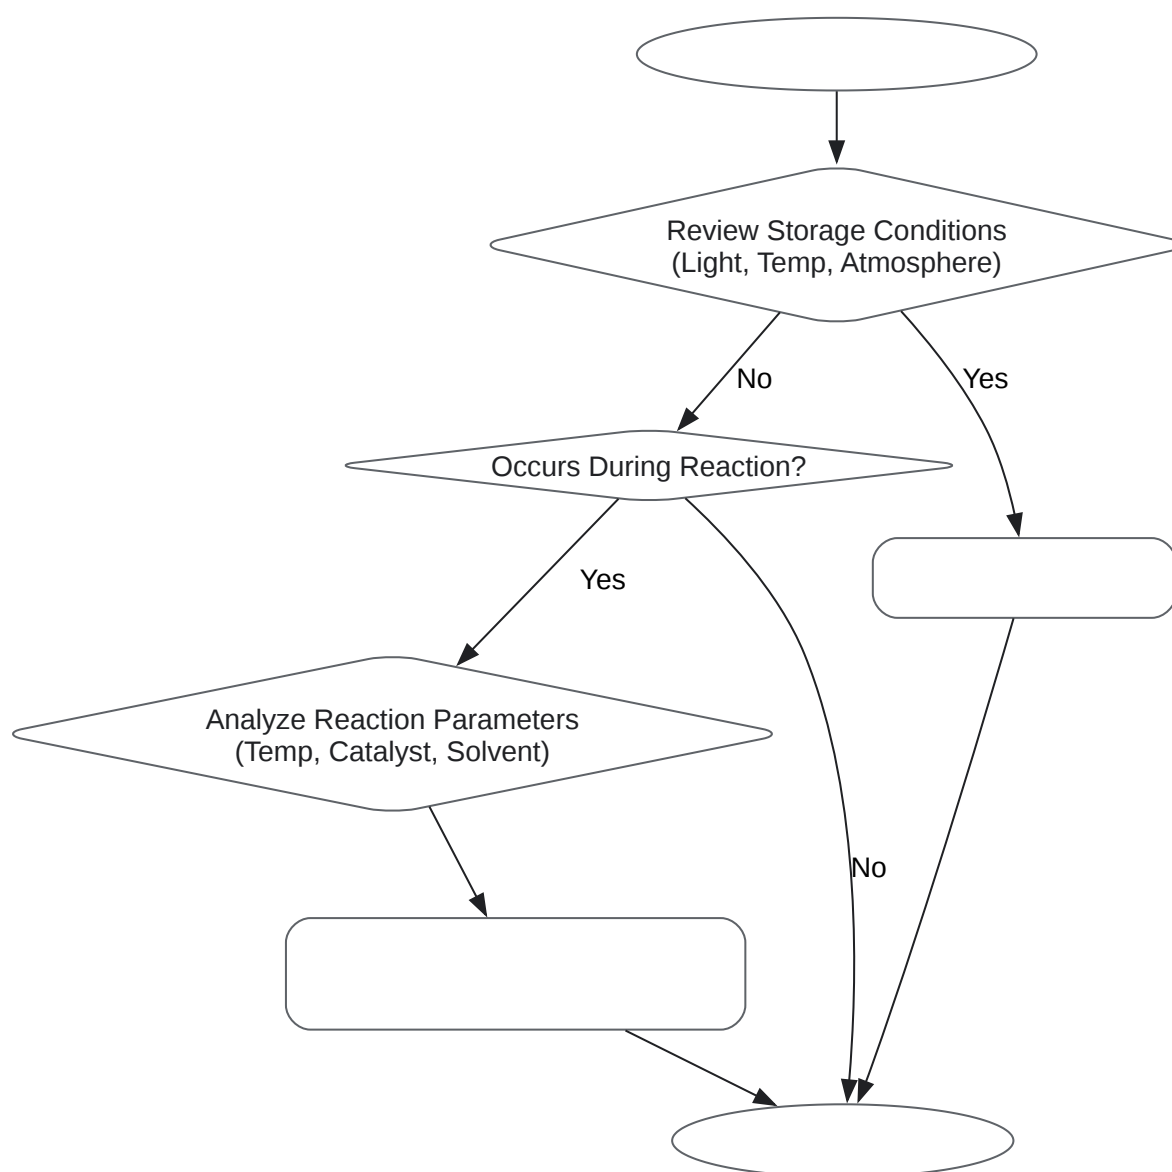 Review Storage Conditions
(Light, Temp, Atmosphere)
No
Yes
Occurs During Reaction?
Yes
Analyze Reaction Parameters
(Temp, Catalyst, Solvent)
No